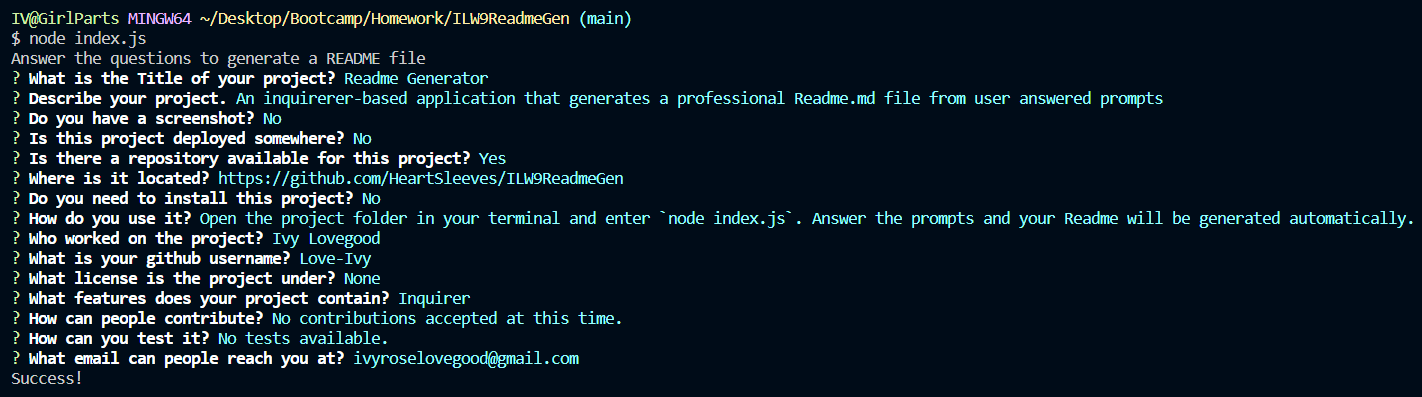 IV@GirlParts MINGW64 ~/Desktop/Bootcamp/Homework/ILW9ReadmeGen (main)
$ node index.js
Answer the questions to generate a README file
? What is the Title of your project? Readme Generator
? Describe your project. An inquirerer-based application that generates a professional Readme.md file from user answered prompts
? Do you have a screenshot? No
? Is this project deployed somewhere? No
? Is there a repository available for this project? Yes
? Where is it located? https://github.com/HeartSleeves/ILW9ReadmeGen
? Do you need to install this project? No
? How do you use it? Open the project folder in your terminal and enter `node index.js`. Answer the prompts and your Readme will be generated automatically.
? Who worked on the project? Ivy Lovegood
? What is your github username? Love-Ivy
? What license is the project under? None
? What features does your project contain? Inquirer
? How can people contribute? No contributions accepted at this time.
? How can you test it? No tests available.
? What email can people reach you at? ivyroselovegood@gmail.com
Success!